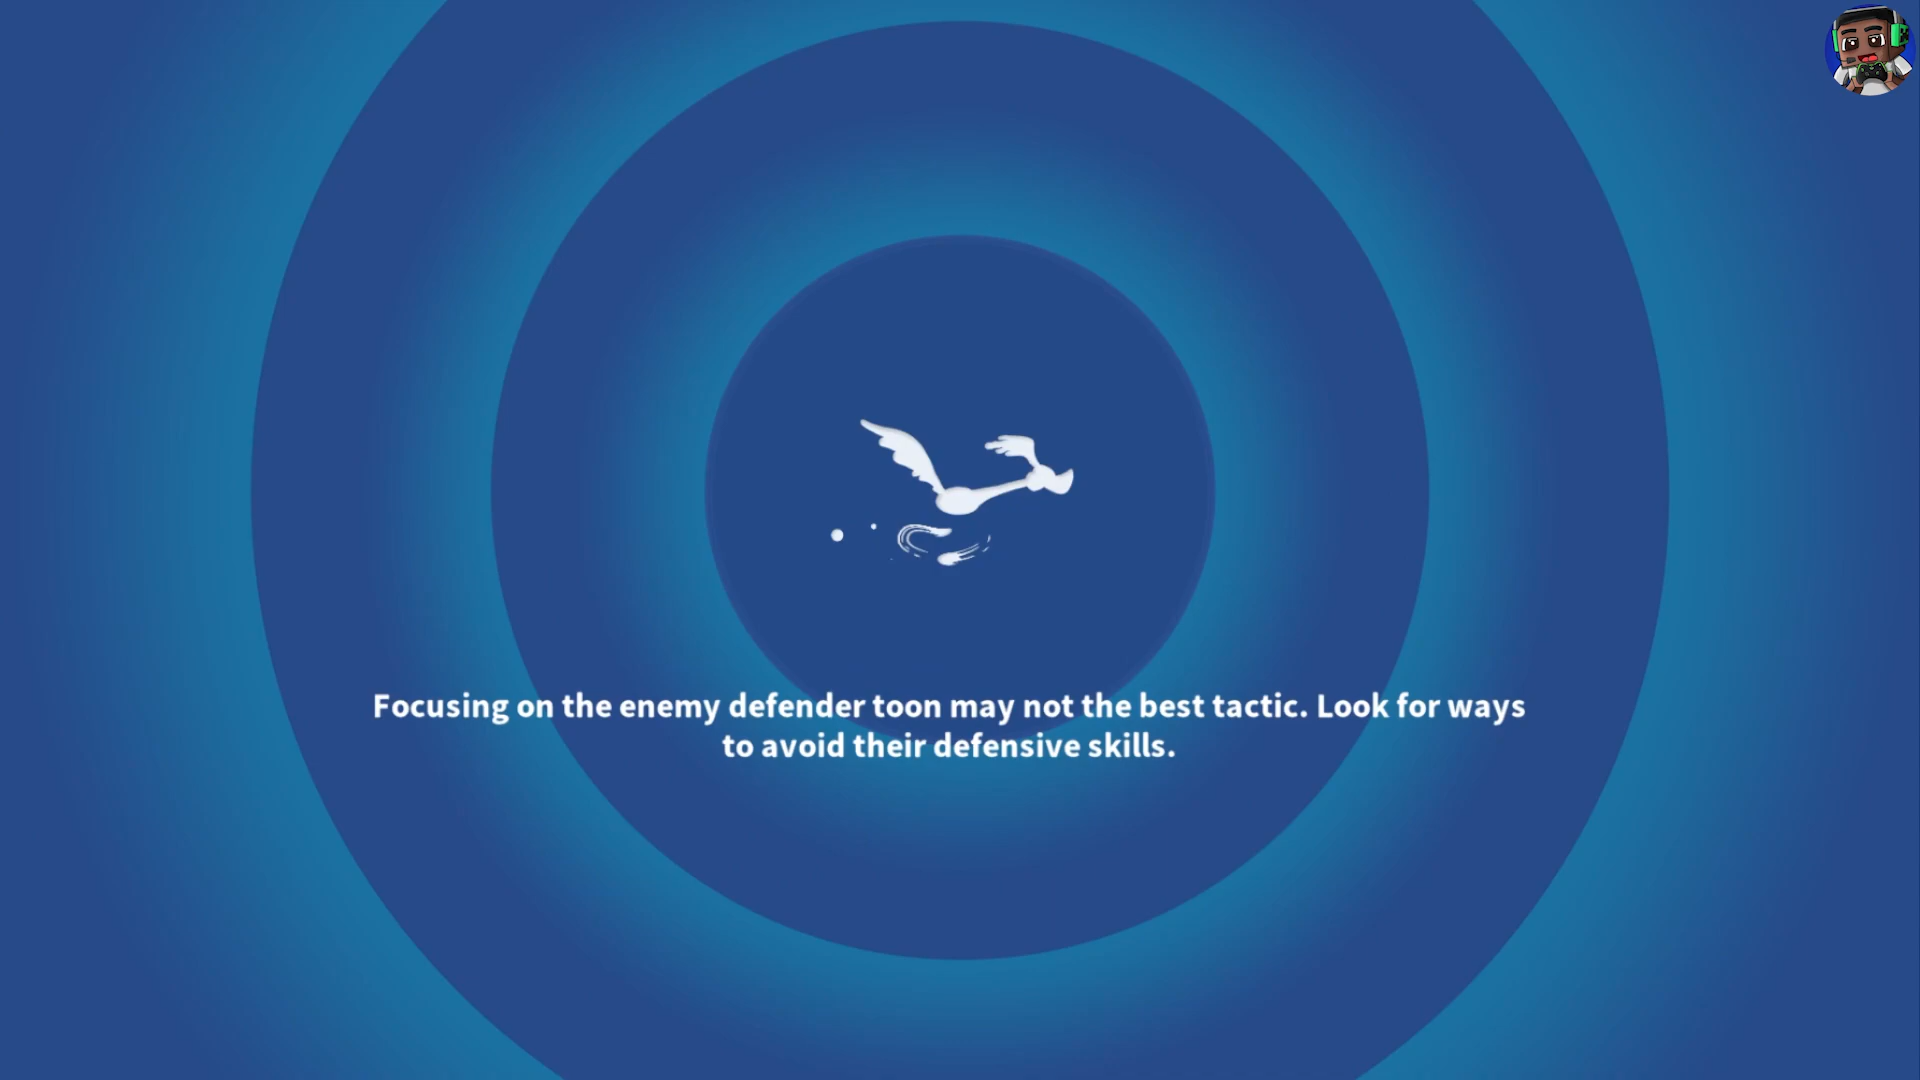 Focusing on the enemy defender toon may not the best tactic. Look for ways
to avoid their defensive skills.